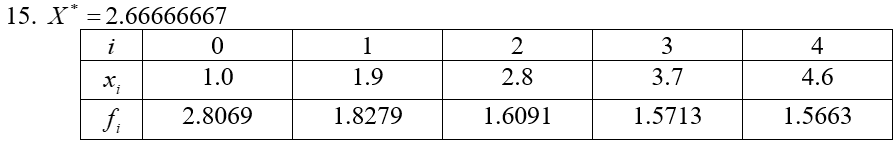 15. X* = 2.66666667
i 0 1 2 3 4
xi 1.0 1.9 2.8 3.7 4.6
fi 2.8069 1.8279 1.6091 1.5713 1.5663